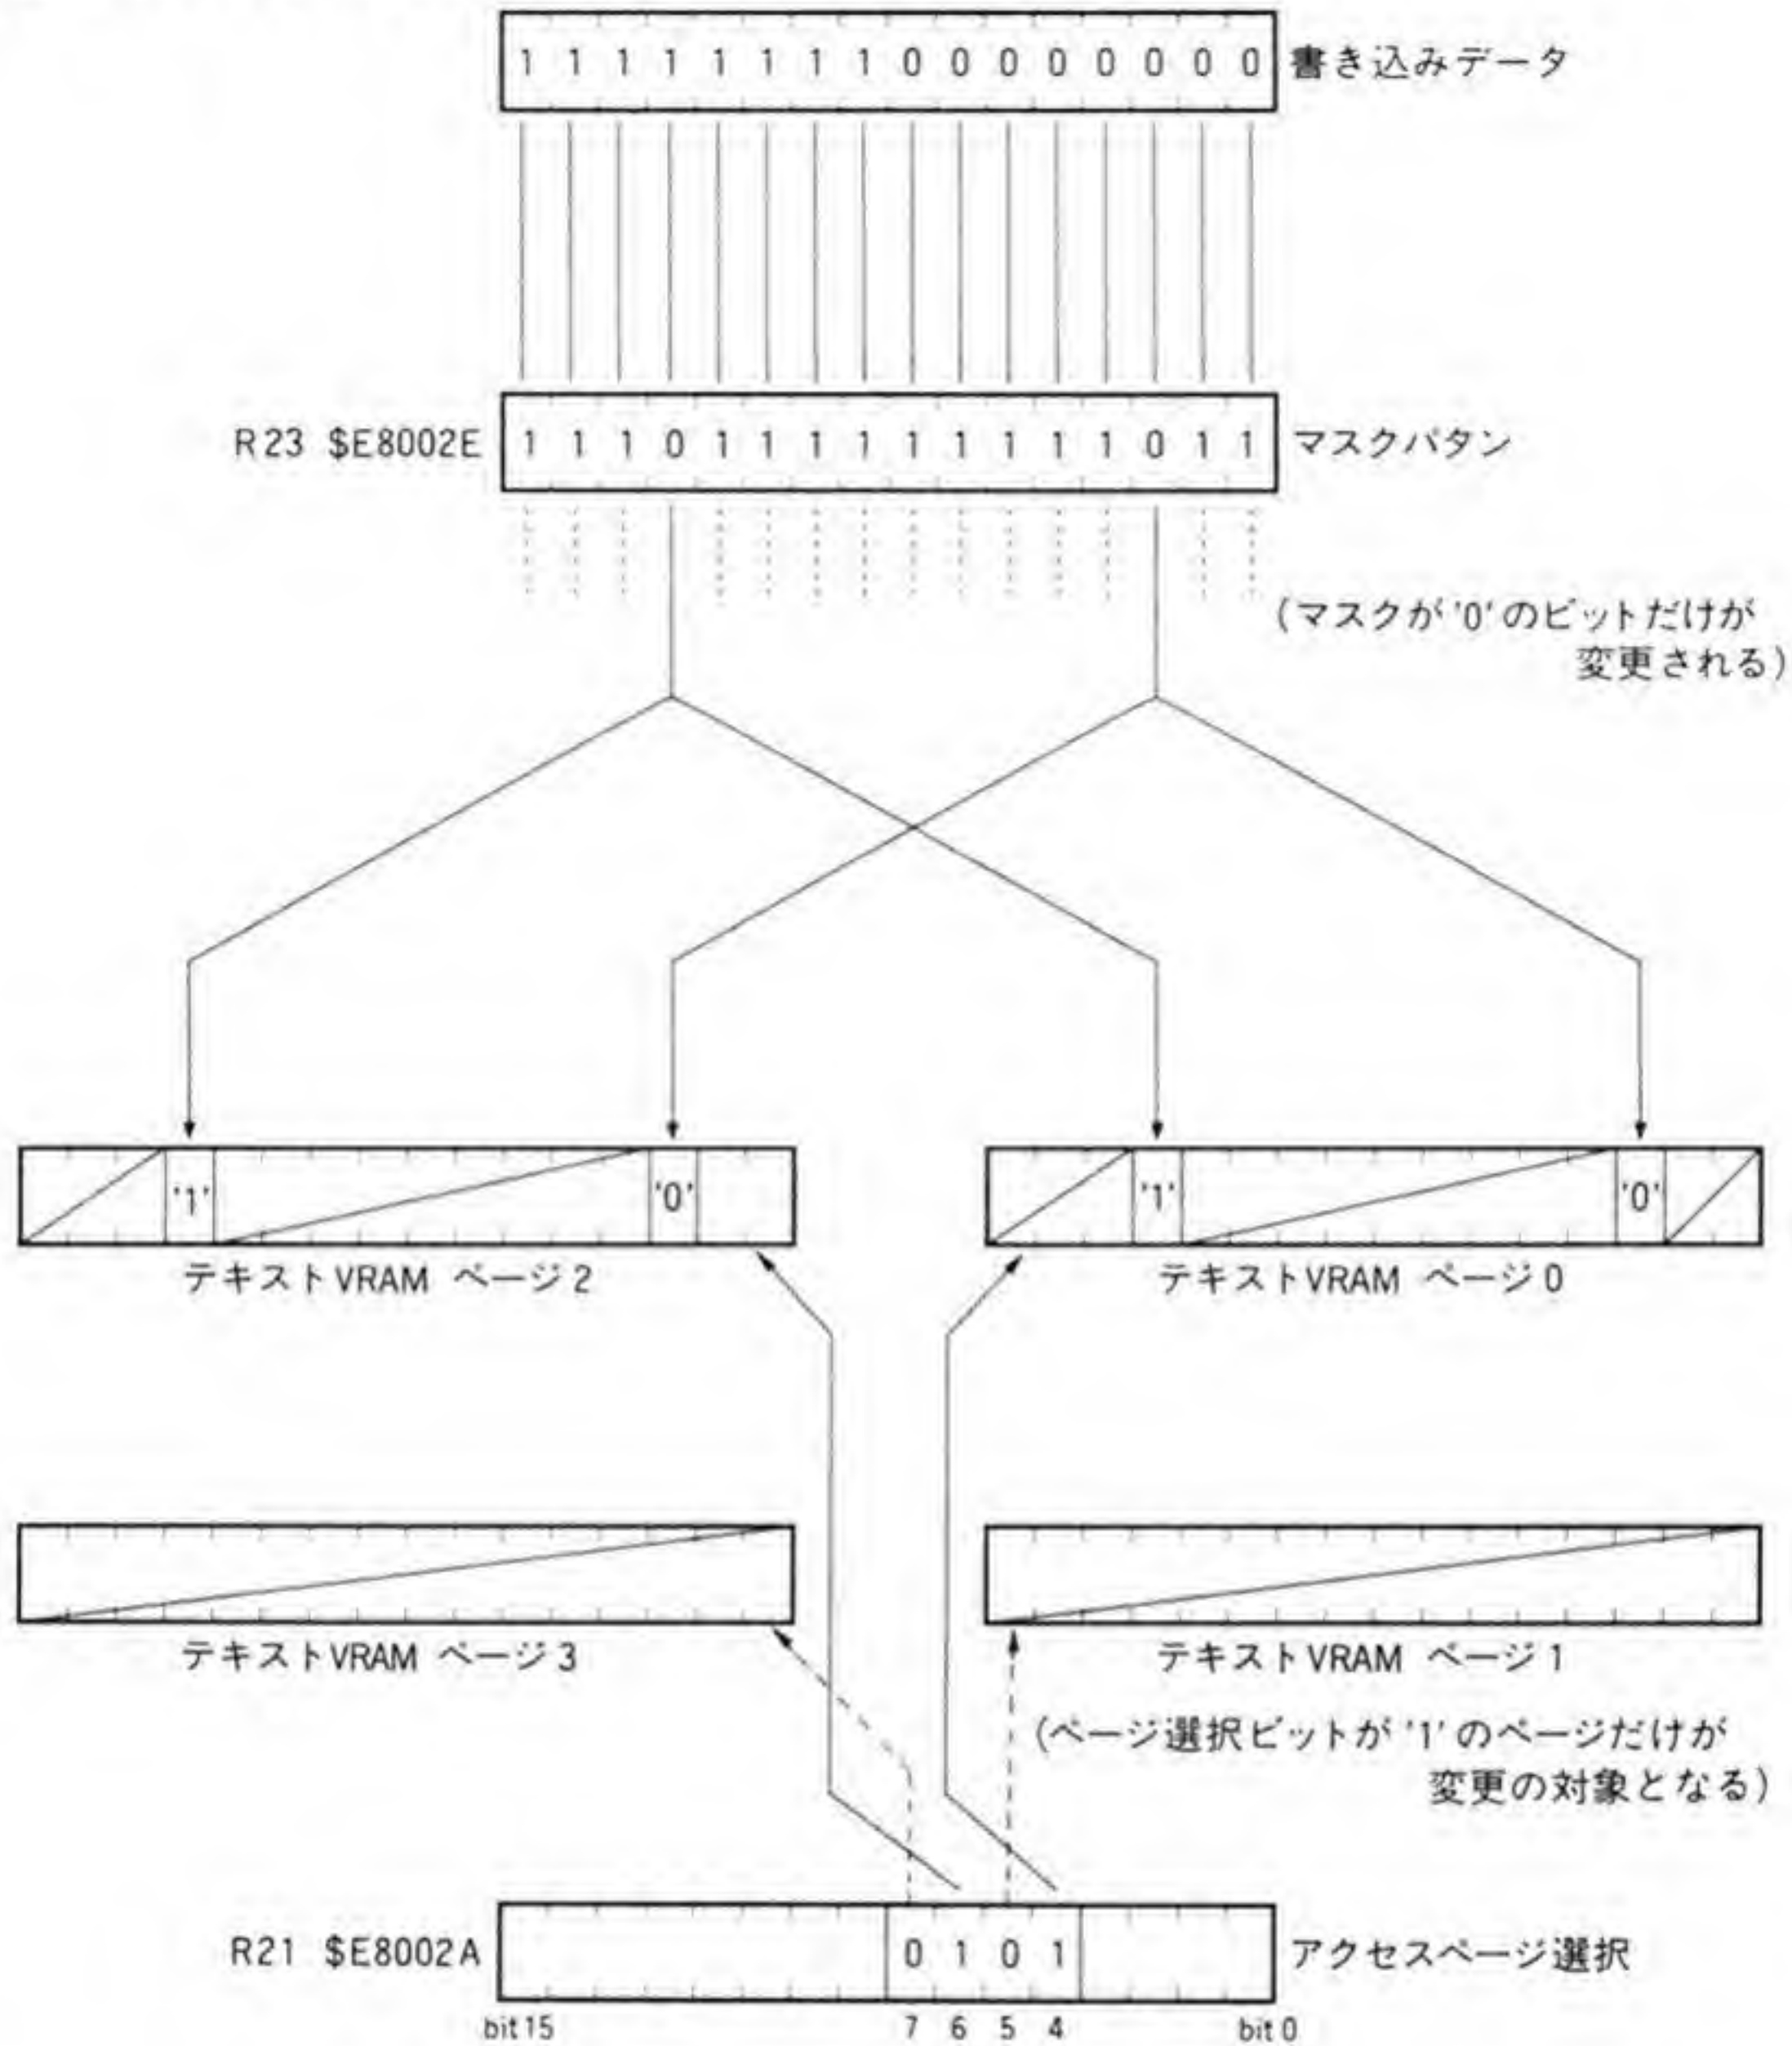 1 1 1 1 1 1 1 1 0 0 0 0 0 0 0 0 書き込みデータ
R23 $E8002E 1 1 1 0 1 1 1 1 1 1 1 1 1 0 1 1 マスクパタン
(マスクが'0'のビットだけが
変更される)
'1' '0' '1' '0'
テキストVRAM ページ2 テキストVRAM ページ0
テキストVRAM ページ3 テキストVRAM ページ1
(ページ選択ビットが'1'のページだけが
変更の対象となる)
R21 $E8002A 0 1 0 1 アクセスページ選択
bit 15 7 6 5 4 bit 0